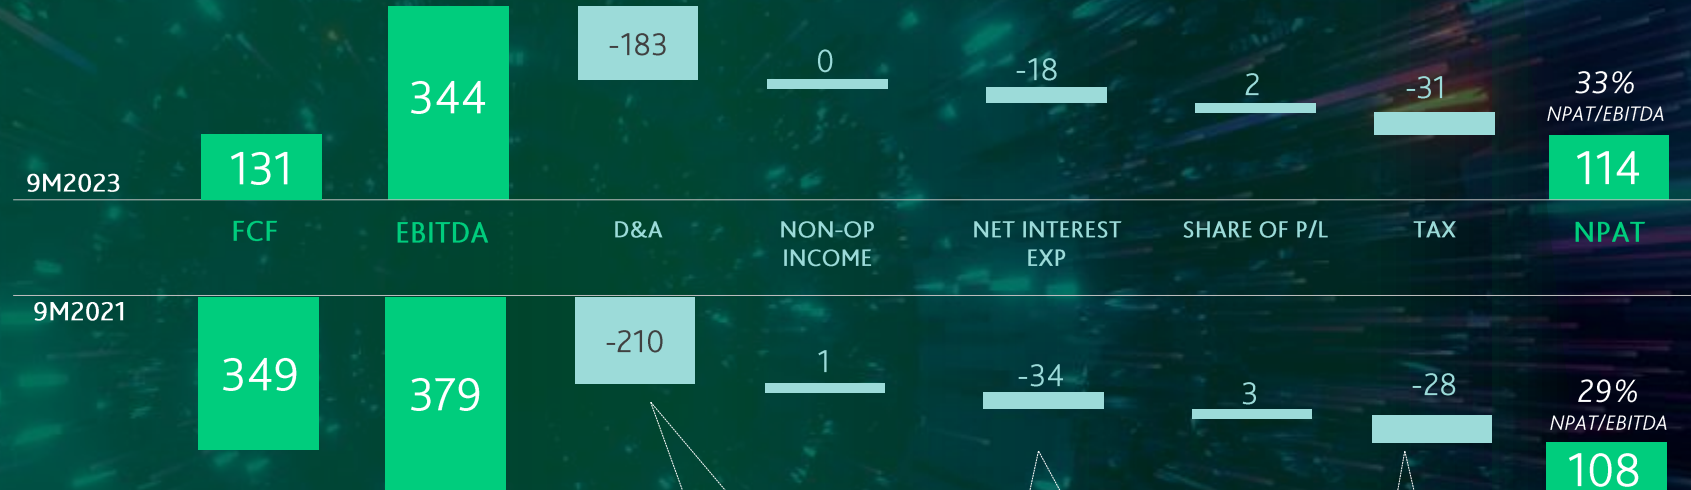 -183
0
-18
2
-31
33%
NPAT/EBITDA
344
131
114
9M2023
FCF
EBITDA
D&A
NON-OP
INCOME
NET INTEREST
EXP
SHARE OF P/L
TAX
NPAT
9M2021
349
379
-210
1
-34
3
-28
29%
NPAT/EBITDA
108